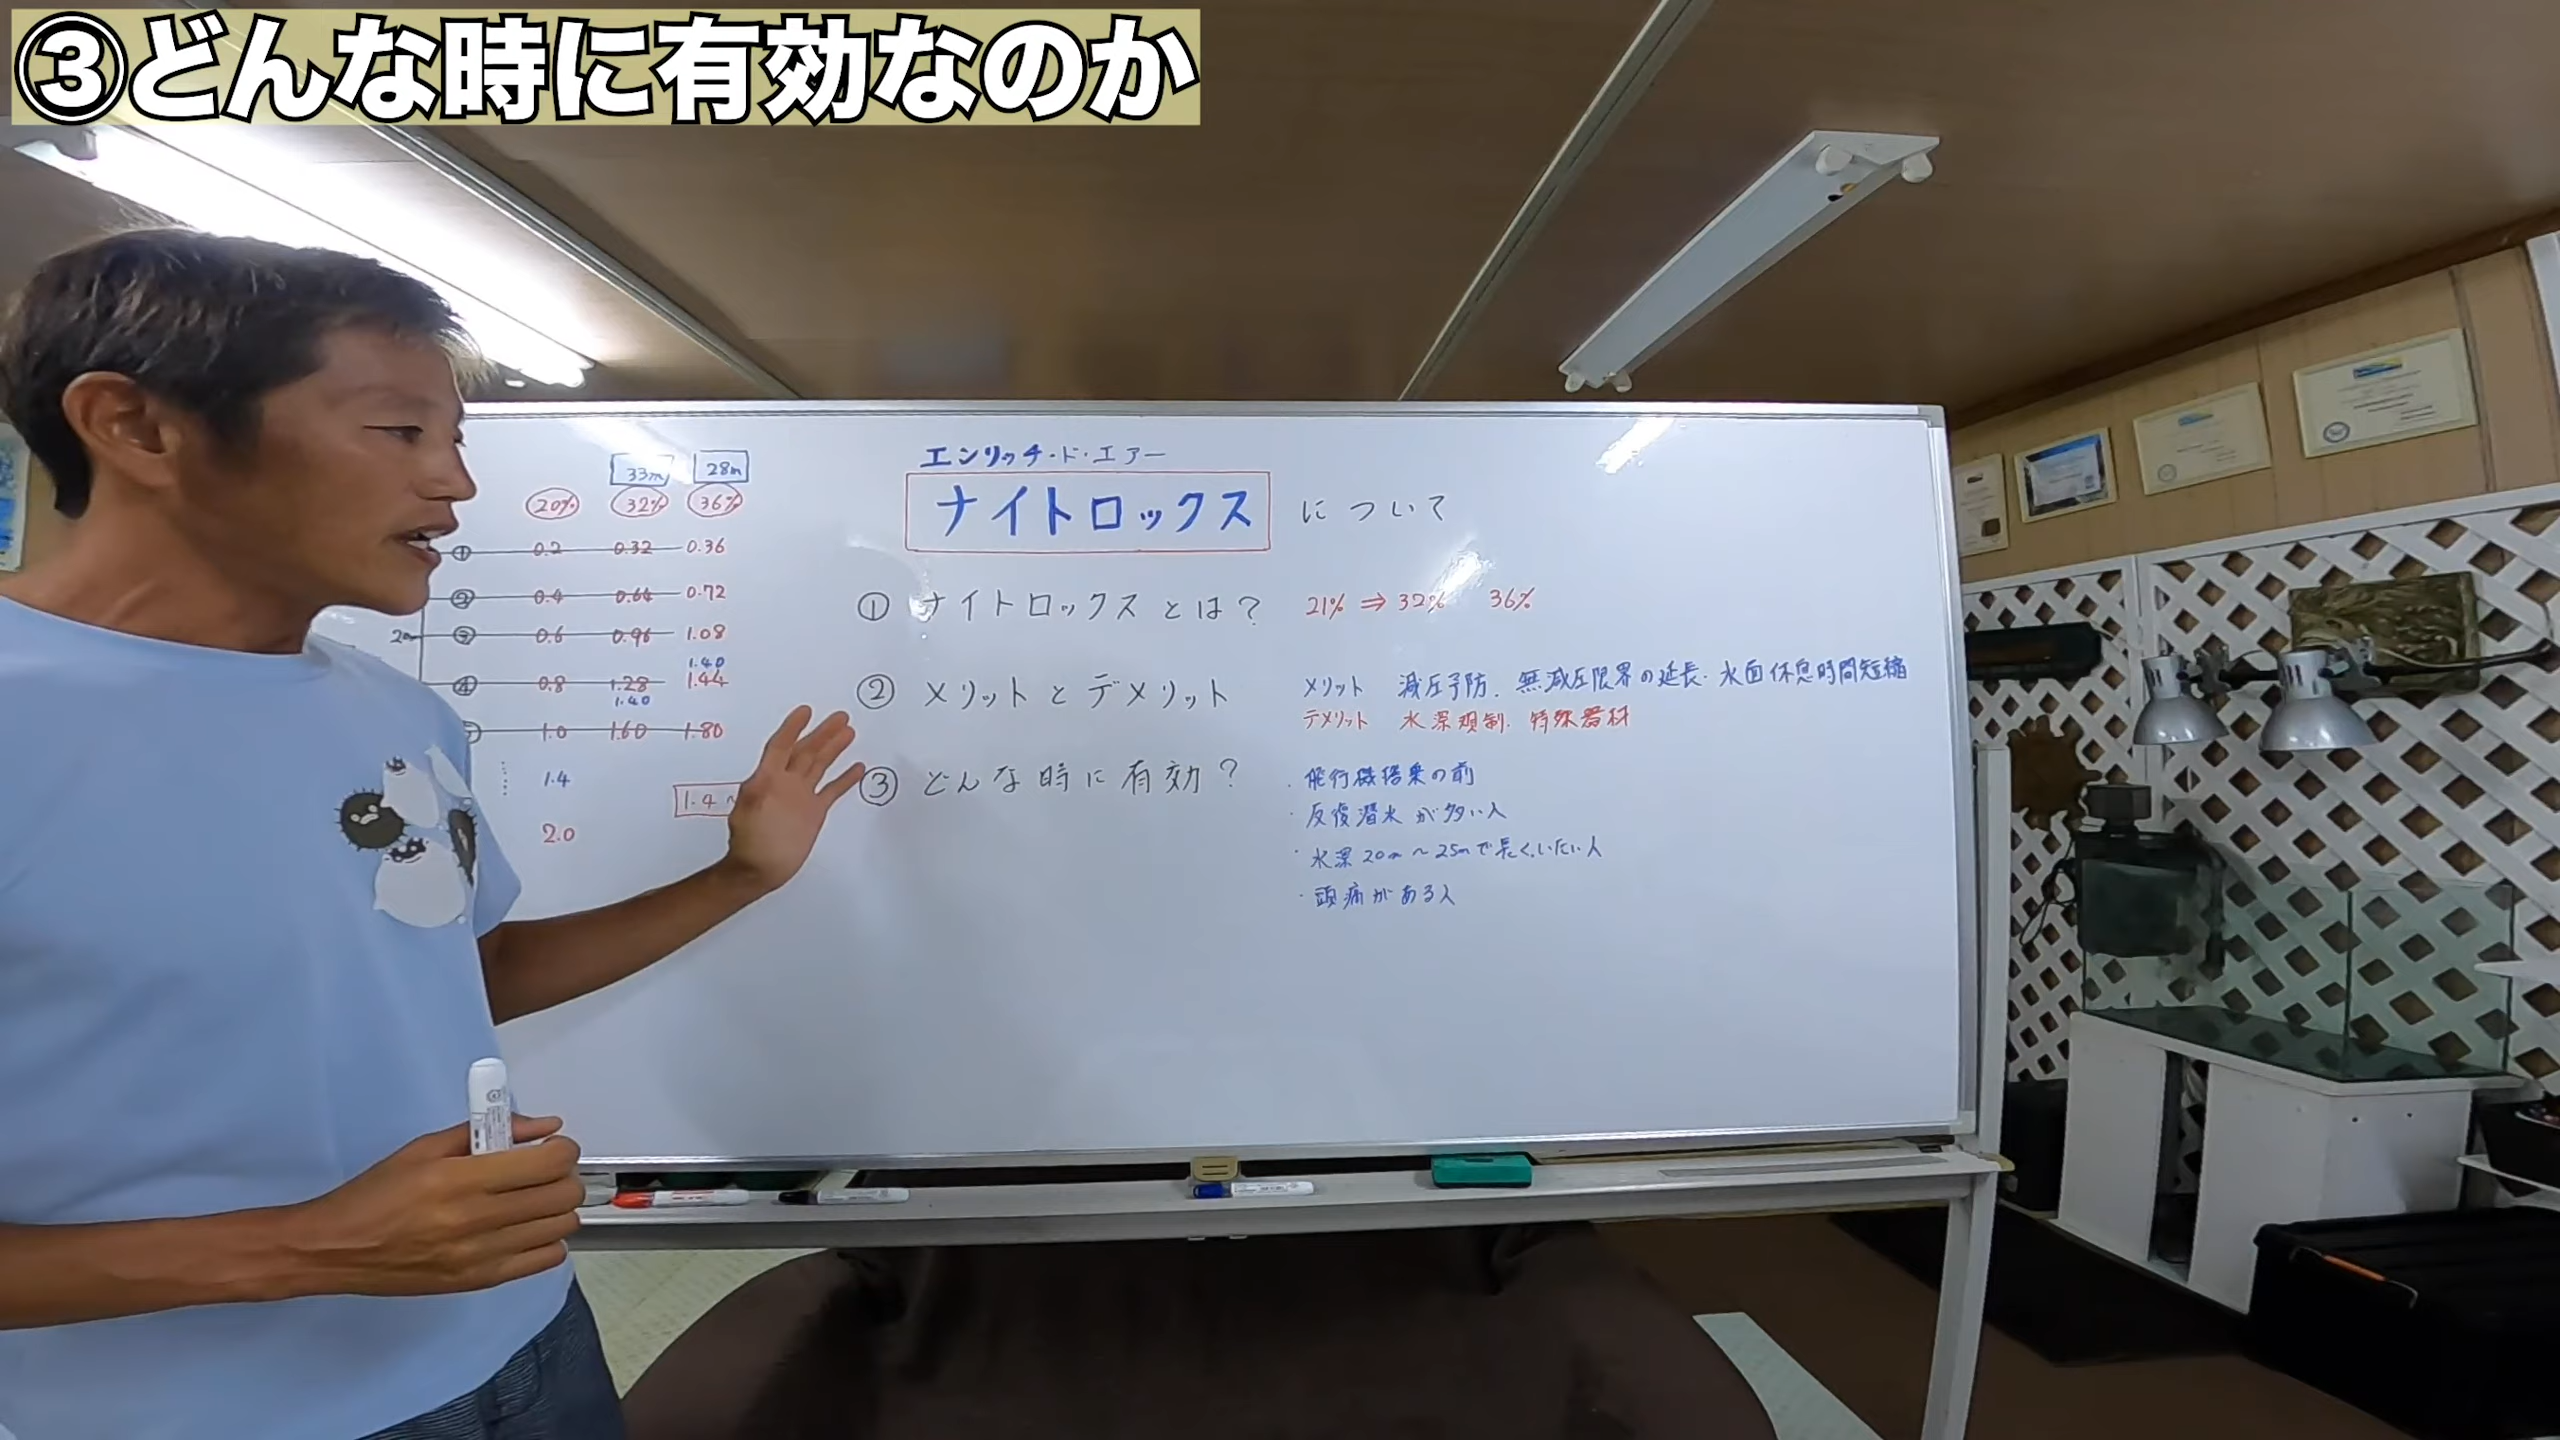 ③どんな時に有効なのか
エンリッチ・ド・エアー
ナイトロックス について
33m 28m
20% 32% 36%
① 0.2 0.32 0.36
② 0.4 0.64 0.72
20m ③ 0.6 0.96 1.08
1.40
④ 0.8 1.28 1.44
1.40
1.0 1.60 1.80
1.4
1.4
2.0
① ナイトロックスとは? 21% ⇒ 32% 36%
② メリットとデメリット
メリット 減圧予防、無減圧限界の延長・水面休息時間短縮
デメリット 水深規制、特殊器材
③ どんな時に有効?
・飛行機搭乗の前
・反復潜水が多い人
・水深20m~25mで長くいたい人
・頭痛がある人